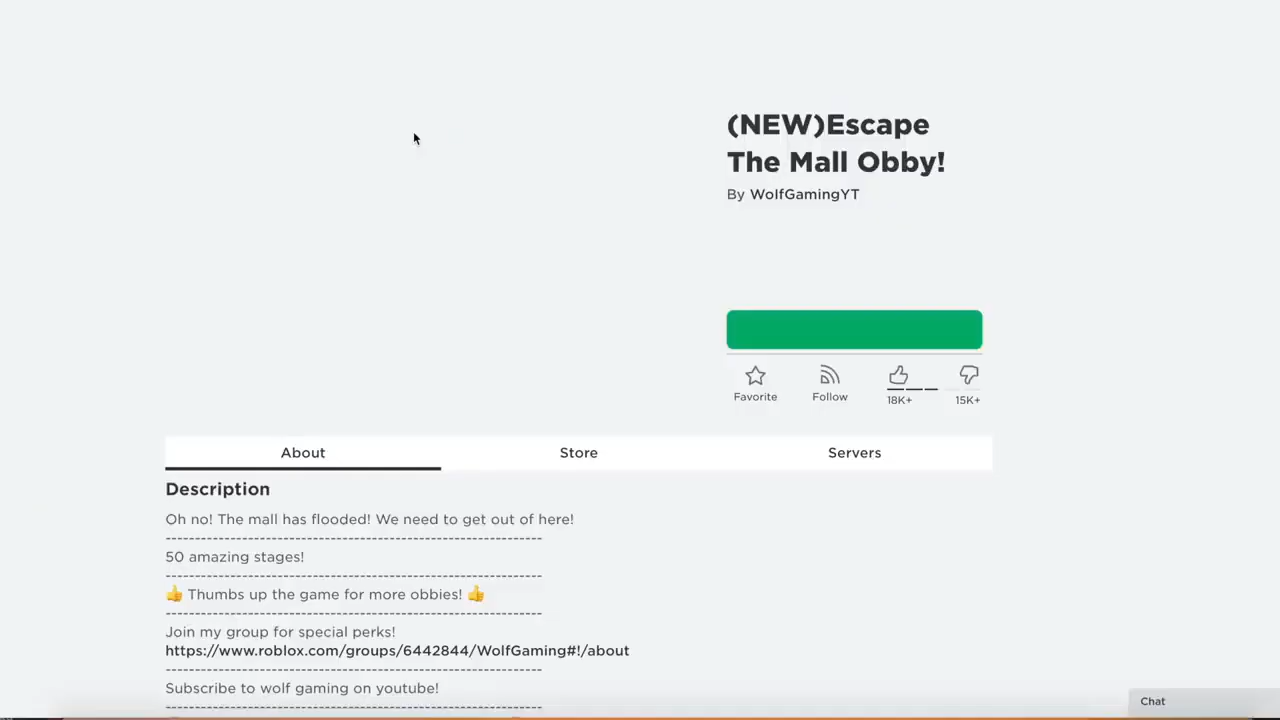 (NEW)Escape
The Mall Obby!
By WolfGamingYT
Favorite
Follow
18K+
15K+
About
Store
Servers
Description
Oh no! The mall has flooded! We need to get out of here!
------------------------------------------------------------------
50 amazing stages!
------------------------------------------------------------------
👍 Thumbs up the game for more obbies! 👍
------------------------------------------------------------------
Join my group for special perks!
https://www.roblox.com/groups/6442844/WolfGaming#!/about
------------------------------------------------------------------
Subscribe to wolf gaming on youtube!
------------------------------------------------------------------
Chat